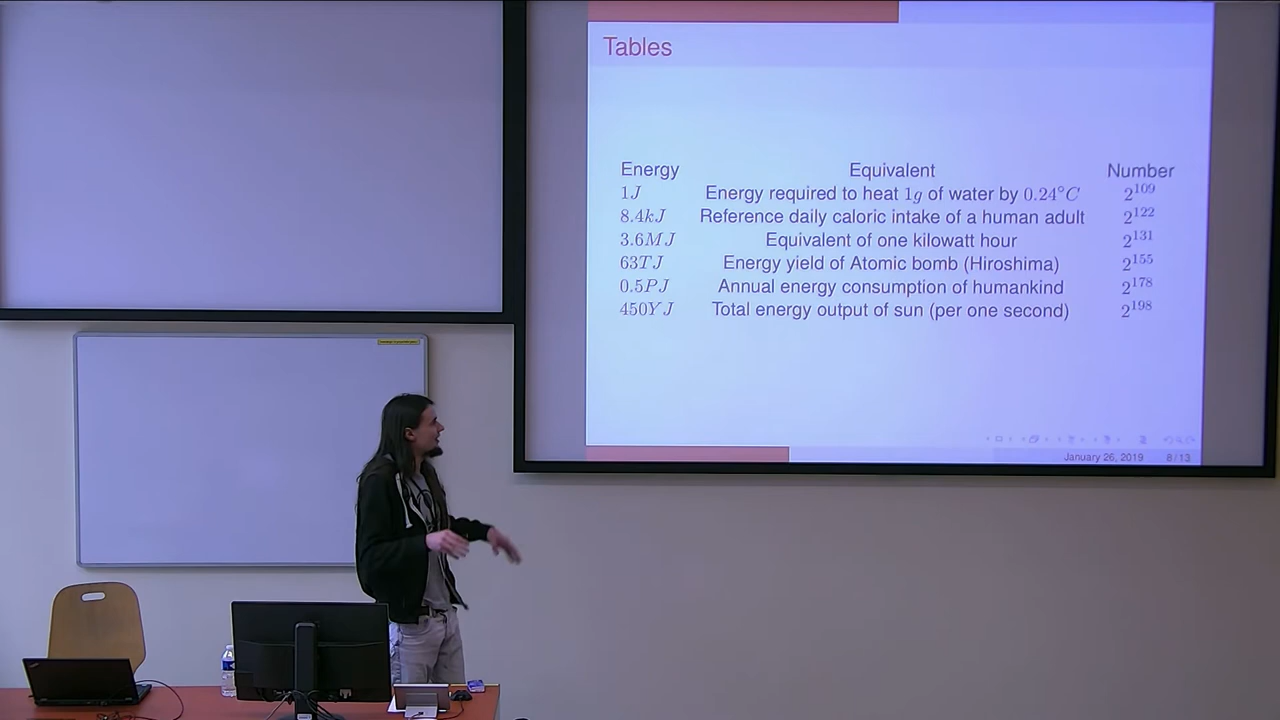 Tables
Energy Equivalent Number
1J Energy required to heat 1g of water by 0.24°C 2^109
8.4kJ Reference daily caloric intake of a human adult 2^122
3.6MJ Equivalent of one kilowatt hour 2^131
63TJ Energy yield of Atomic bomb (Hiroshima) 2^155
0.5PJ Annual energy consumption of humankind 2^178
450YJ Total energy output of sun (per one second) 2^198
January 26, 2019 8/13